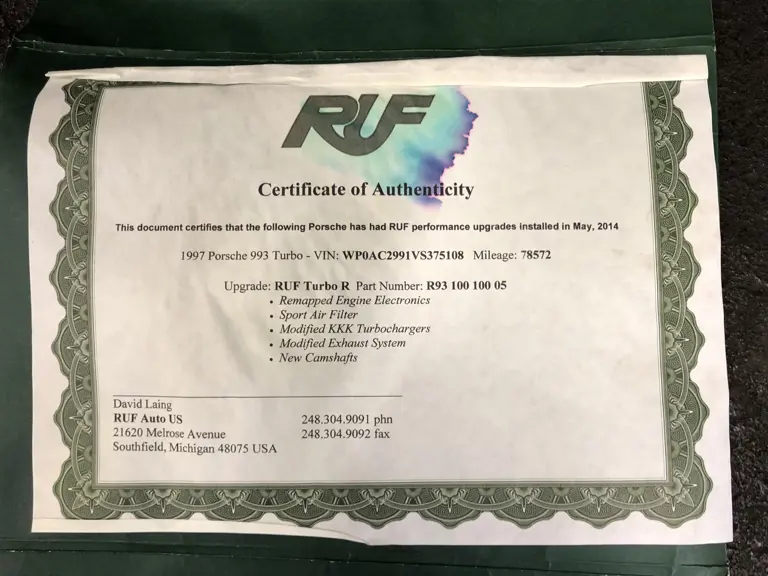 RUF
Certificate of Authenticity
This document certifies that the following Porsche has had RUF performance upgrades installed in May, 2014
1997 Porsche 993 Turbo - VIN: WP0AC2991VS375108 Mileage: 78572
Upgrade: RUF Turbo R Part Number: R93 100 100 05
• Remapped Engine Electronics
• Sport Air Filter
• Modified KKK Turbochargers
• Modified Exhaust System
• New Camshafts
David Laing
RUF Auto US 248.304.9091 phn
21620 Melrose Avenue 248.304.9092 fax
Southfield, Michigan 48075 USA